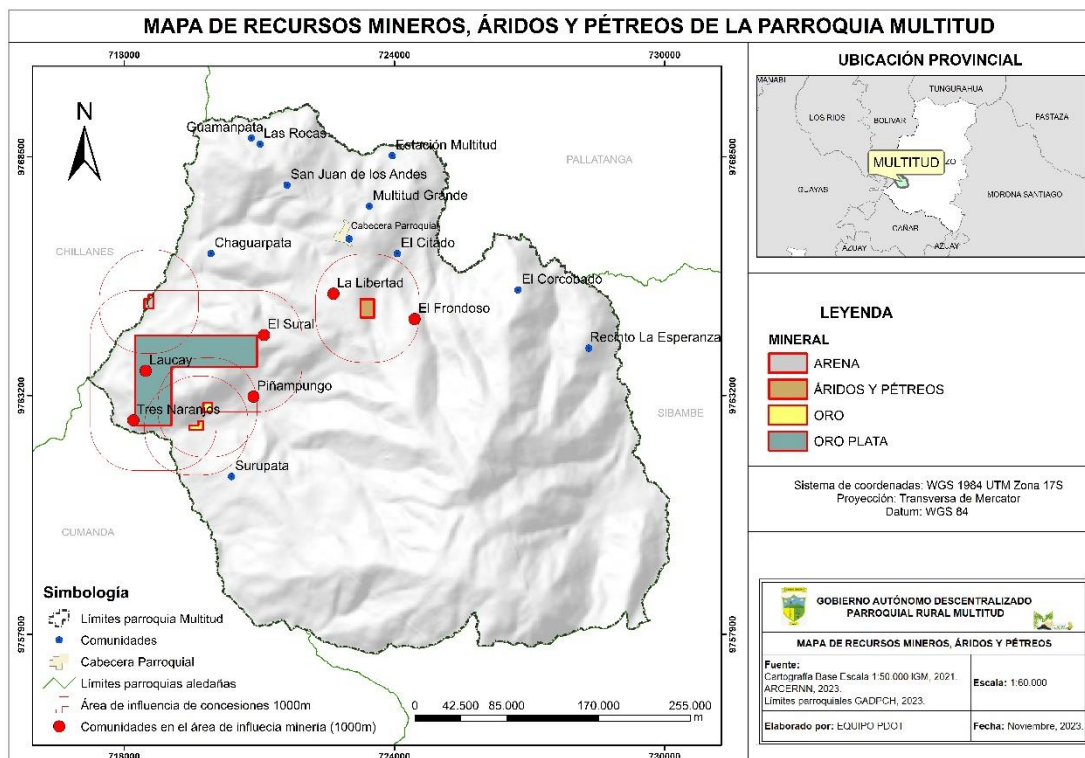 MAPA DE RECURSOS MINEROS, ÁRIDOS Y PÉTREOS DE LA PARROQUIA MULTITUD
718000
724000
730000
9768500
9763200
9757900
N
Guamanpata
Las Rocas
Estación Multitud
PALLATANGA
San Juan de los Andes
Multitud Grande
Cabecera Parroquial
El Citado
Chaguarpata
CHILLANES
La Libertad
El Corcobado
El Frondoso
El Sural
Recinto La Esperanza
Laucay
Piñampungo
Tres Naranjos
SIBAMBE
Surupata
CUMANDA
Simbología
Límites parroquia Multitud
Comunidades
Cabecera Parroquial
Límites parroquias aledañas
Área de influencia de concesiones 1000m
Comunidades en el área de influecia minería (1000m)
0 42.500 85.000 170.000 255.000
m
9768500
9763200
9757900
718000
724000
730000
UBICACIÓN PROVINCIAL
MANABI
TUNGURAHUA
LOS RIOS
BOLIVAR
PASTAZA
MULTITUD
ZO
GUAYAS
MORONA SANTIAGO
CAÑAR
AZUAY
AZUAY
LEYENDA
MINERAL
ARENA
ÁRIDOS Y PÉTREOS
ORO
ORO PLATA
Sistema de coordenadas: WGS 1984 UTM Zona 17S
Proyección: Transversa de Mercator
Datum: WGS 84
GOBIERNO AUTÓNOMO DESCENTRALIZADO
PARROQUIAL RURAL MULTITUD
MAPA DE RECURSOS MINEROS, ÁRIDOS Y PÉTREOS
Fuente:
Cartografía Base Escala 1:50.000 IGM, 2021.
ARCERNN, 2023.
Límites parroquiales GADPCH, 2023.
Escala: 1:60.000
Elaborado por: EQUIPO PDOT
Fecha: Noviembre, 2023.